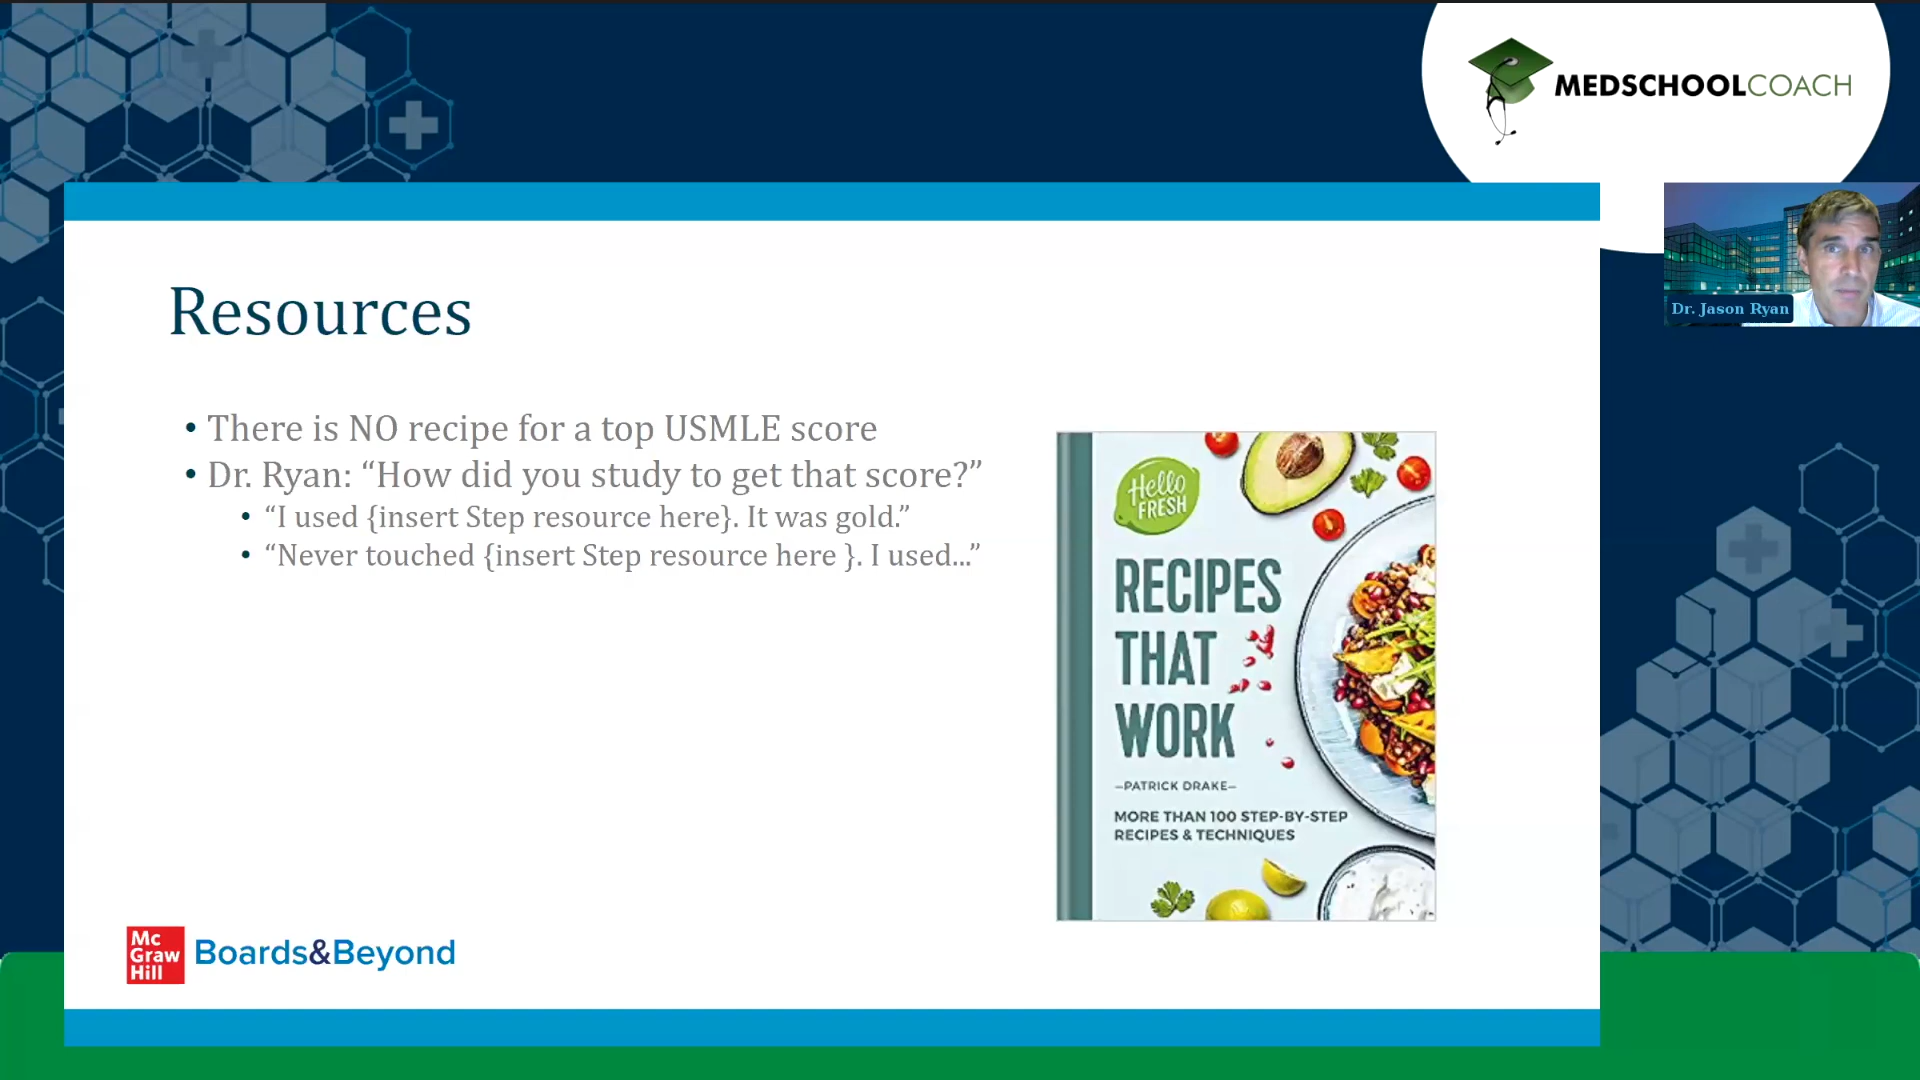 MEDSCHOOLCOACH
Dr. Jason Ryan
Resources
• There is NO recipe for a top USMLE score
• Dr. Ryan: “How did you study to get that score?”
• “I used {insert Step resource here}. It was gold.”
• “Never touched {insert Step resource here }. I used...”
Hello
FRESH
RECIPES
THAT
WORK
–PATRICK DRAKE–
MORE THAN 100 STEP-BY-STEP
RECIPES & TECHNIQUES
Mc
Graw
Hill
Boards&Beyond